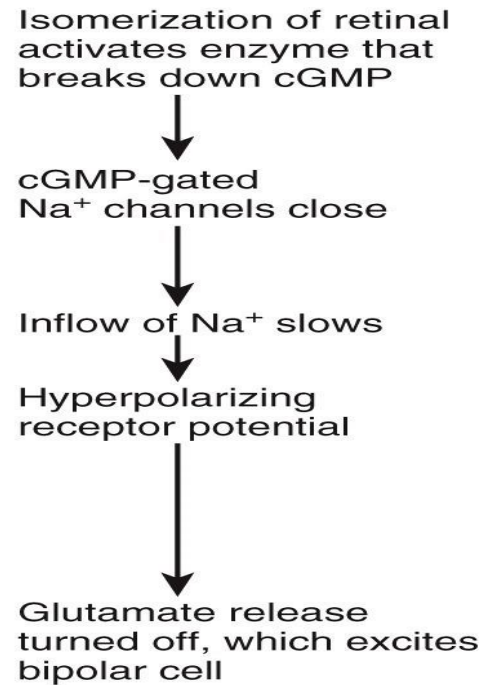 Isomerization of retinal
activates enzyme that
breaks down cGMP
cGMP-gated
Na⁺ channels close
Inflow of Na⁺ slows
Hyperpolarizing
receptor potential
Glutamate release
turned off, which excites
bipolar cell